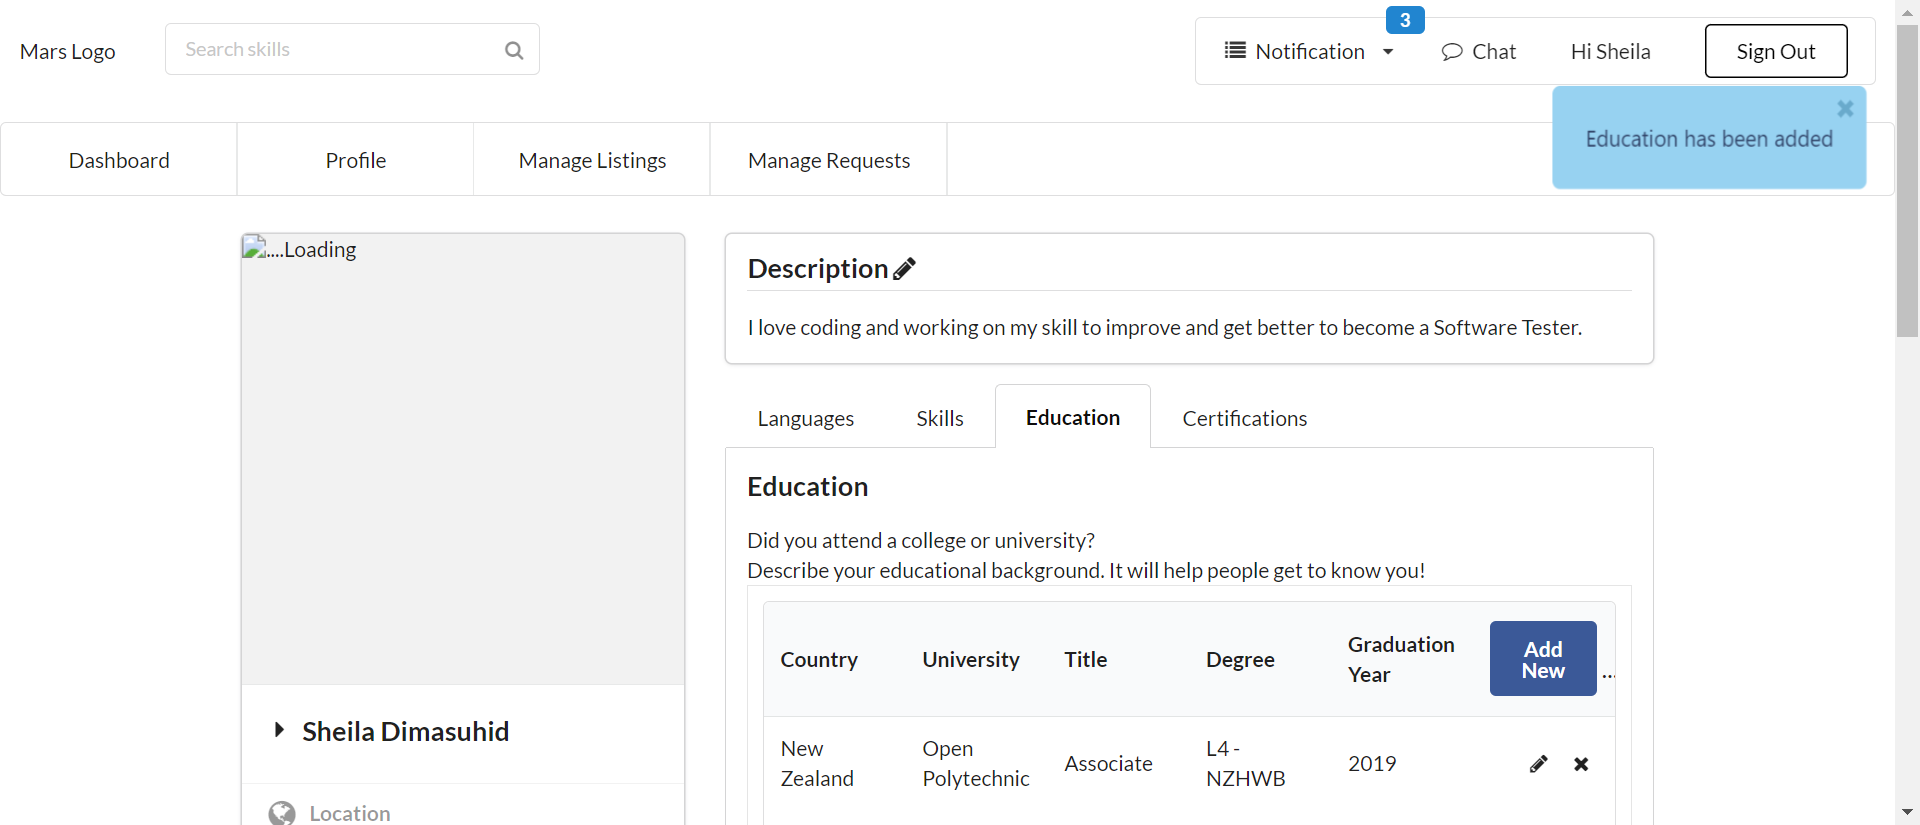 Mars Logo
Search skills
Notification
3
Chat
Hi Sheila
Sign Out
Education has been added
Dashboard
Profile
Manage Listings
Manage Requests
....Loading
Sheila Dimasuhid
Location
Description
I love coding and working on my skill to improve and get better to become a Software Tester.
Languages
Skills
Education
Certifications
Education
Did you attend a college or university?
Describe your educational background. It will help people get to know you!
Country
University
Title
Degree
Graduation
Year
Add
New
...
New
Zealand
Open
Polytechnic
Associate
L4 -
NZHWB
2019